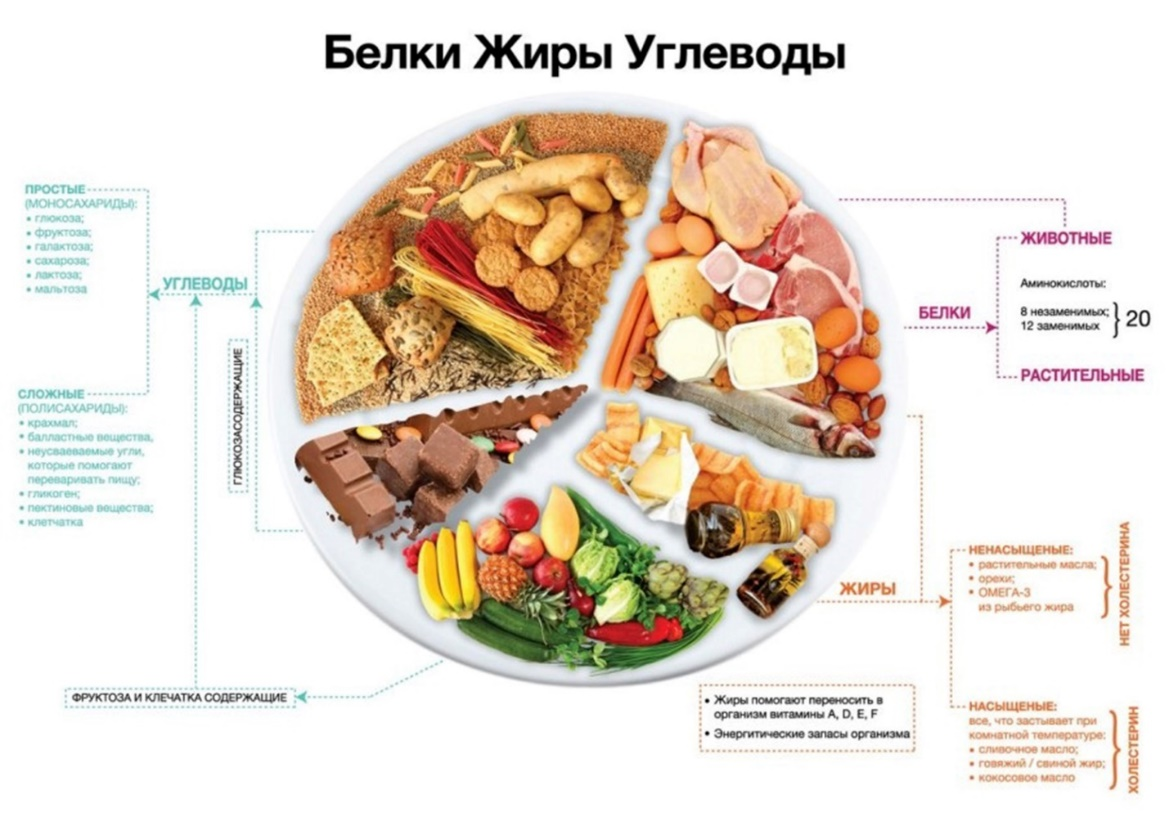 Белки Жиры Углеводы
ПРОСТЫЕ
(МОНОСАХАРИДЫ):
• глюкоза;
• фруктоза;
• галактоза;
• сахароза;
• лактоза;
• мальтоза
УГЛЕВОДЫ
СЛОЖНЫЕ
(ПОЛИСАХАРИДЫ):
• крахмал;
• балластные вещества,
• неусваеваемые угли,
которые помогают
переваривать пищу;
• гликоген;
• пектиновые вещества;
• клетчатка
ГЛЮКОЗАСОДЕРЖАЩИЕ
ФРУКТОЗА И КЛЕЧАТКА СОДЕРЖАЩИЕ
БЕЛКИ
ЖИВОТНЫЕ
Аминокислоты:
8 незаменимых;
12 заменимых
20
РАСТИТЕЛЬНЫЕ
ЖИРЫ
НЕНАСЫЩЕНЫЕ:
• растительные масла;
• орехи;
• ОМЕГА-3
из рыбьего жира
НЕТ ХОЛЕСТЕРИНА
НАСЫЩЕНЫЕ:
все, что застывает при
комнатной температуре:
• сливочное масло;
• говяжий / свиной жир;
• кокосовое масло
ХОЛЕСТЕРИН
• Жиры помогают переносить в
организм витамины A, D, E, F
• Энергитические запасы организма